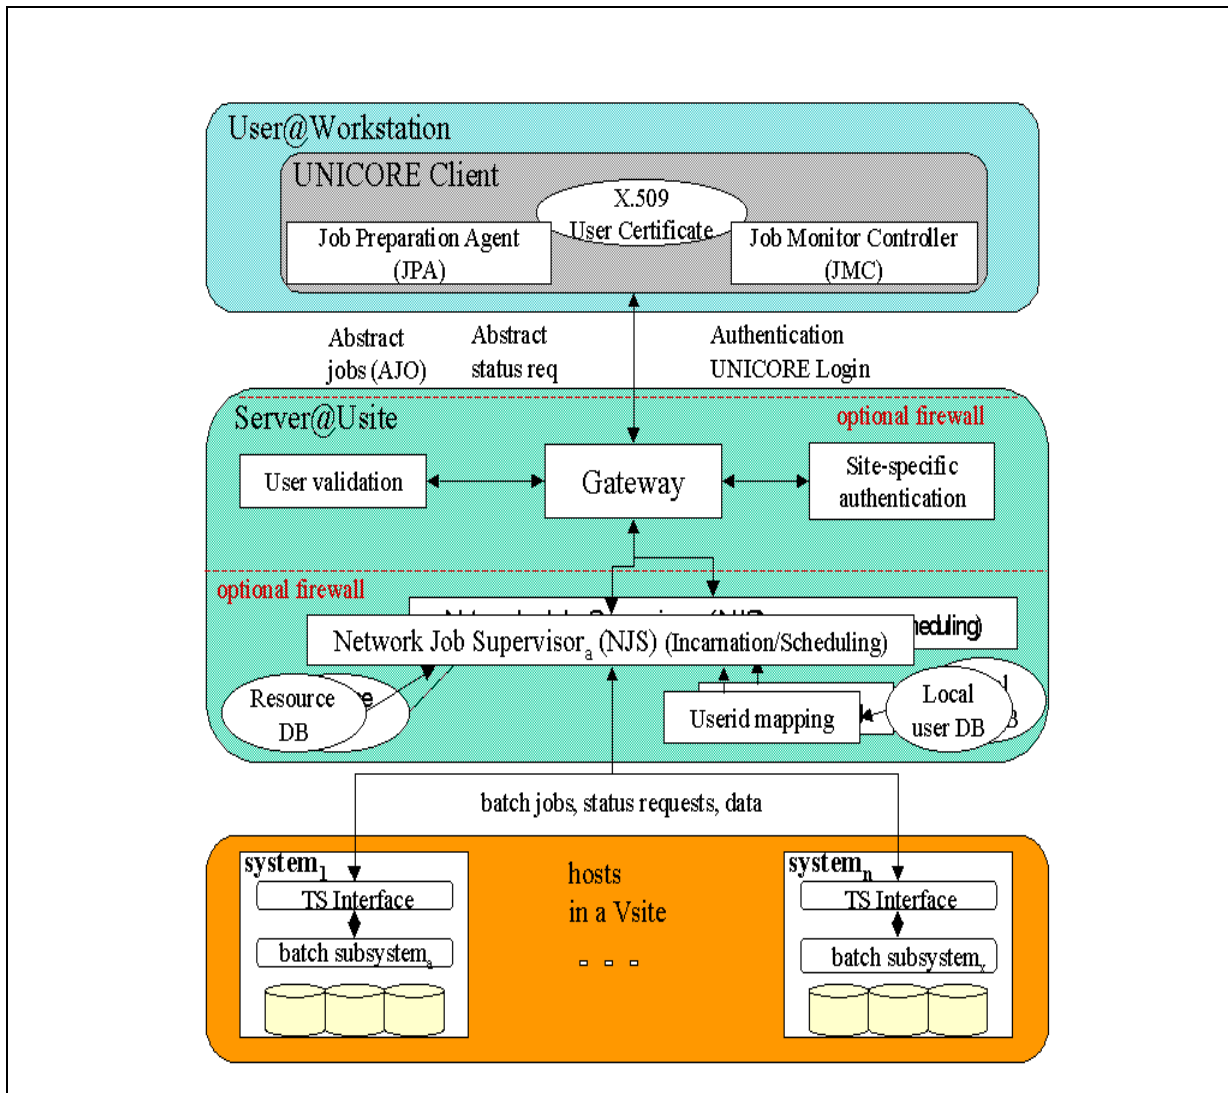 User@Workstation
UNICORE Client
X.509
User Certificate
Job Preparation Agent
(JPA)
Job Monitor Controller
(JMC)
Abstract
jobs (AJO)
Abstract
status req
Authentication
UNICORE Login
Server@Usite
optional firewall
User validation
Gateway
Site-specific
authentication
optional firewall
Network Job Supervisorₐ (NJS) (Incarnation/Scheduling)
Resource
DB
Userid mapping
Local
user DB
batch jobs, status requests, data
system₁
TS Interface
batch subsystemₐ
hosts
in a Vsite
systemₙ
TS Interface
batch subsystemₓ